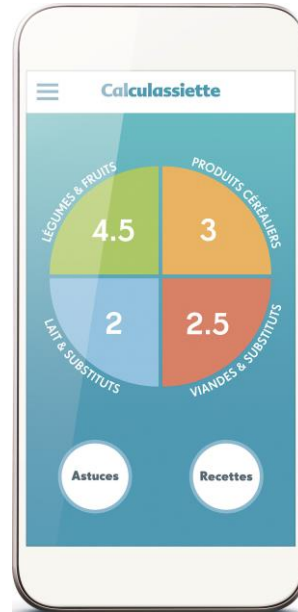 Calculassiette
LÉGUMES & FRUITS
PRODUITS CÉRÉALIERS
4.5
3
2
2.5
LAIT & SUBSTITUTS
VIANDES & SUBSTITUTS
Astuces
Recettes